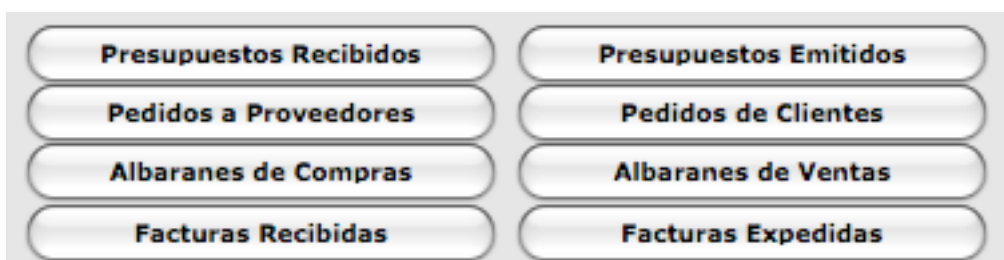 Presupuestos Recibidos
Presupuestos Emitidos
Pedidos a Proveedores
Pedidos de Clientes
Albaranes de Compras
Albaranes de Ventas
Facturas Recibidas
Facturas Expedidas